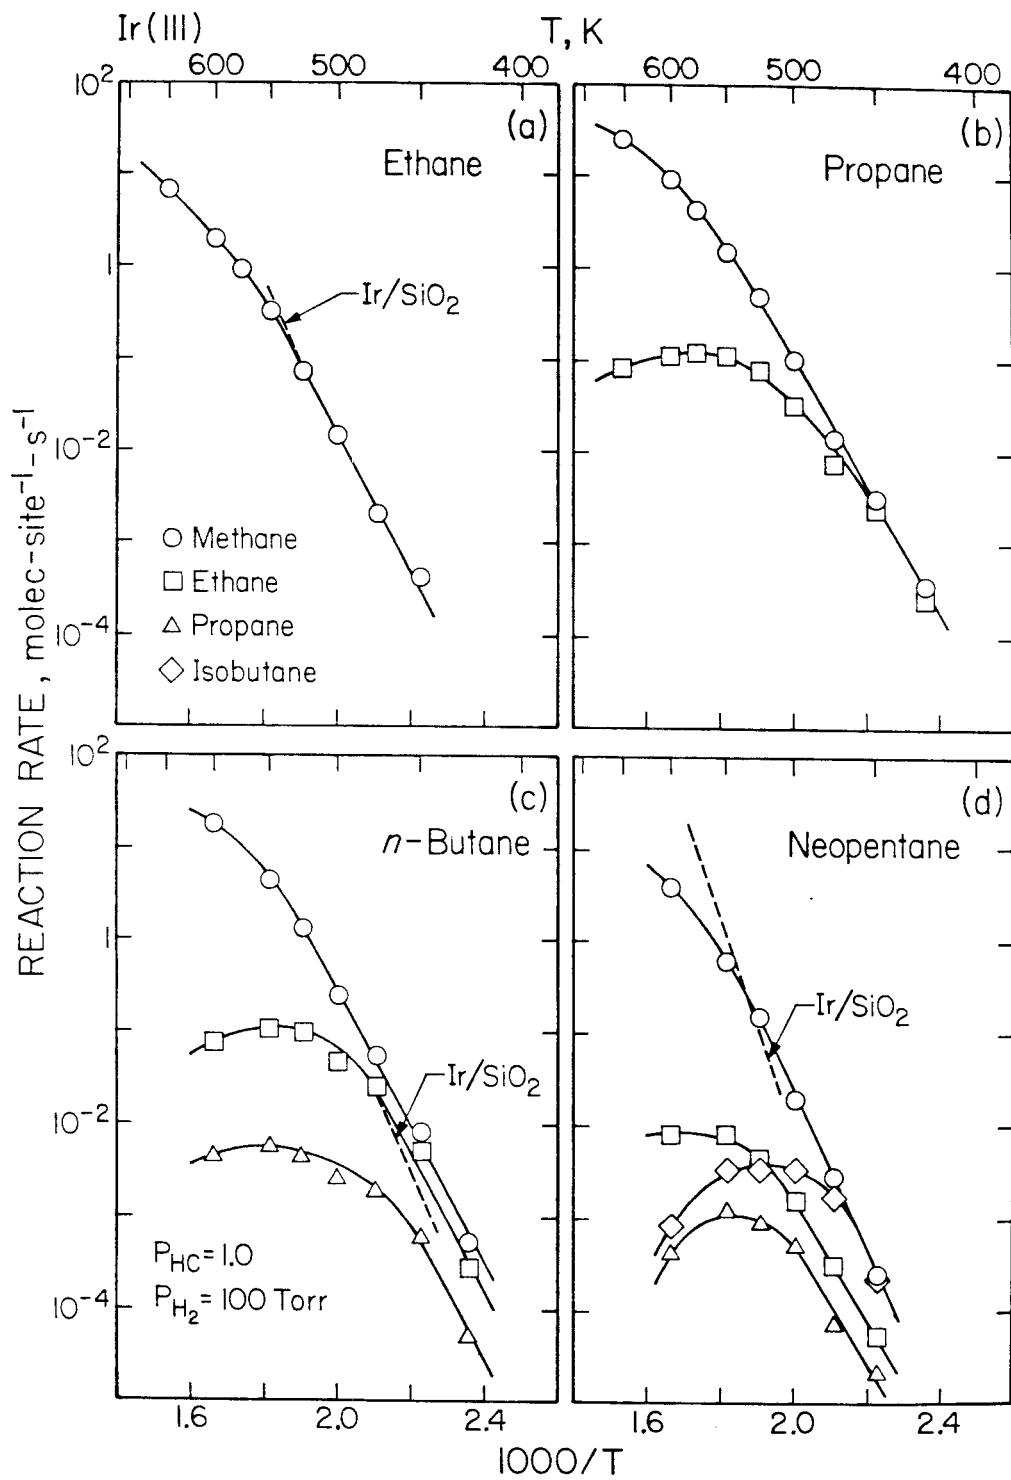 Ir(III)
T, K
600 500 400
600 500 400
10²
1
10⁻²
10⁻⁴
(a)
Ethane
Ir/SiO₂
○ Methane
□ Ethane
△ Propane
◇ Isobutane
(b)
Propane
REACTION RATE, molec-site⁻¹-s⁻¹
10²
1
10⁻²
10⁻⁴
(c)
n-Butane
Ir/SiO₂
P_HC = 1.0
P_H₂ = 100 Torr
(d)
Neopentane
Ir/SiO₂
1.6 2.0 2.4
1.6 2.0 2.4
1000/T